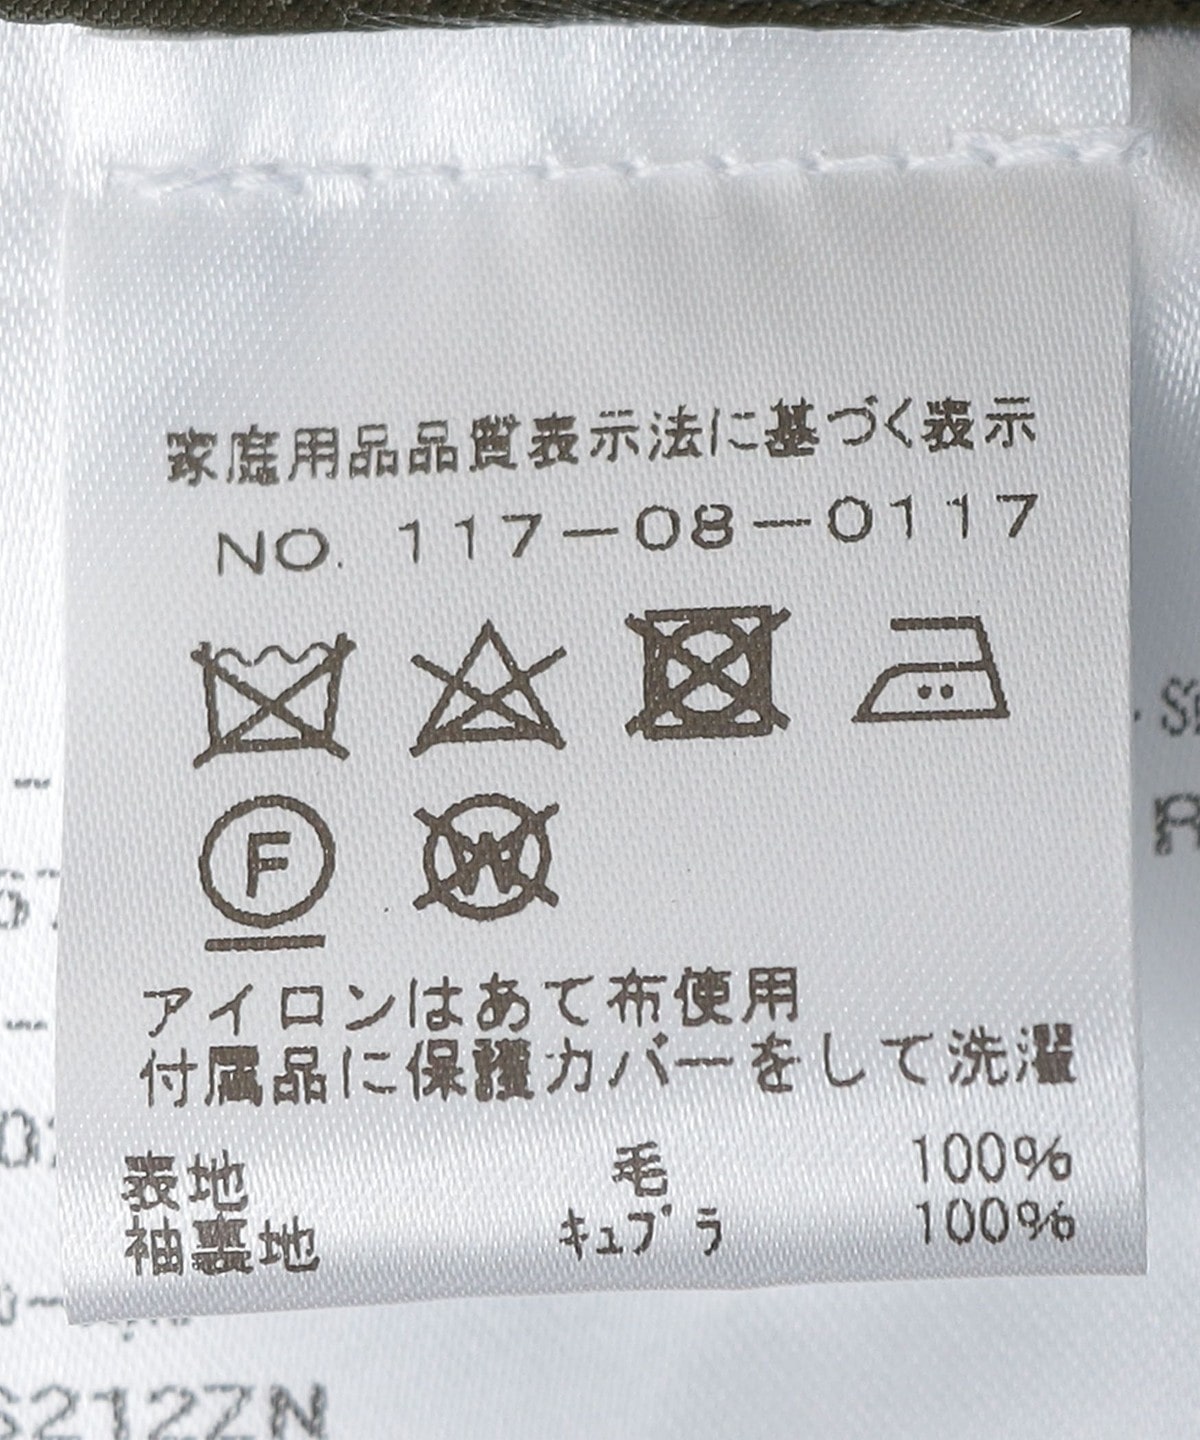 家庭用品品質表示法に基づく表示
NO. 117-08-0117
F
W
アイロンはあて布使用
付属品に保護カバーをして洗濯
表地 毛 100%
袖裏地 キュプラ 100%
S212ZN